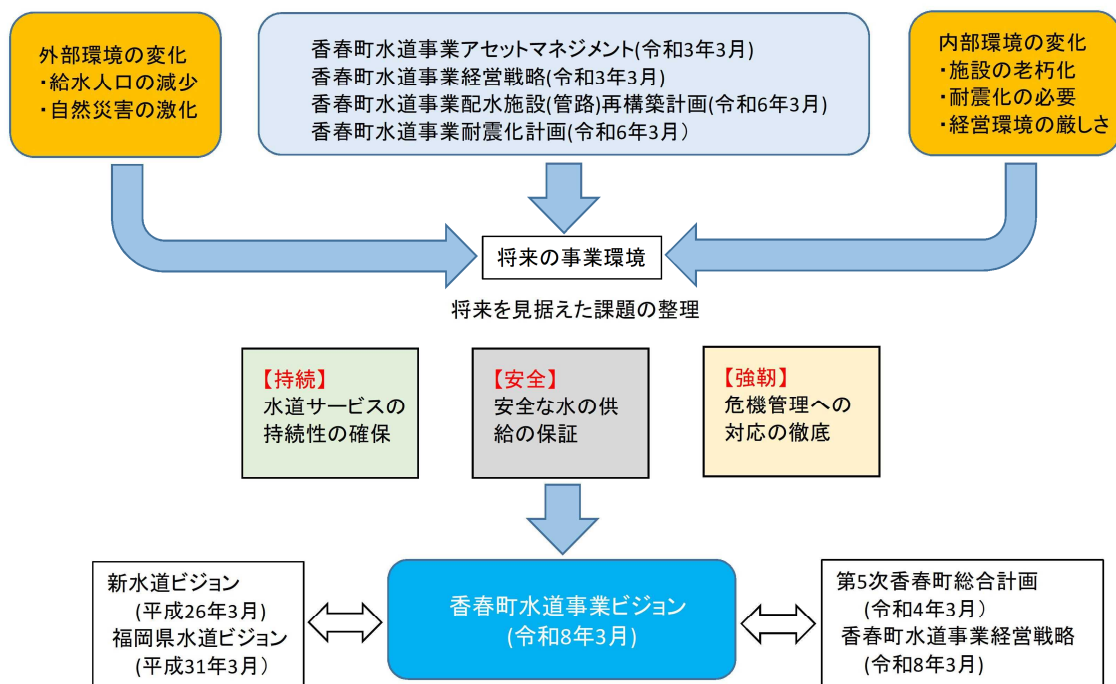 外部環境の変化
・給水人口の減少
・自然災害の激化
香春町水道事業アセットマネジメント(令和3年3月)
香春町水道事業経営戦略(令和3年3月)
香春町水道事業配水施設(管路)再構築計画(令和6年3月)
香春町水道事業耐震化計画(令和6年3月)
内部環境の変化
・施設の老朽化
・耐震化の必要
・経営環境の厳しさ
将来の事業環境
将来を見据えた課題の整理
【持続】
水道サービスの
持続性の確保
【安全】
安全な水の供
給の保証
【強靭】
危機管理への
対応の徹底
新水道ビジョン
(平成26年3月)
福岡県水道ビジョン
(平成31年3月)
香春町水道事業ビジョン
(令和8年3月)
第5次香春町総合計画
(令和4年3月)
香春町水道事業経営戦略
(令和8年3月)